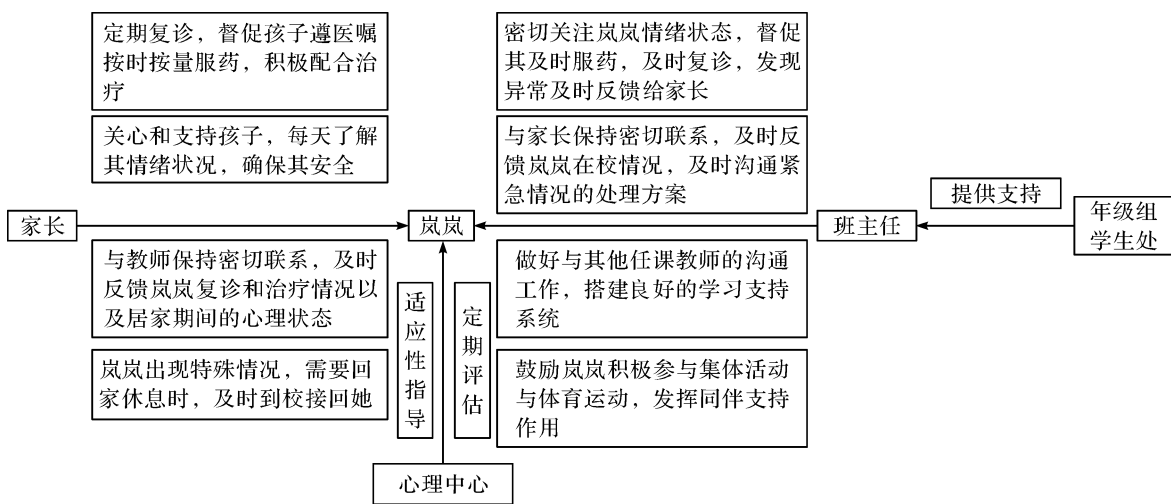 定期复诊，督促孩子遵医嘱
按时按量服药，积极配合治
疗
密切关注岚岚情绪状态，督促
其及时服药，及时复诊，发现
异常及时反馈给家长
关心和支持孩子，每天了解
其情绪状况，确保其安全
与家长保持密切联系，及时反
馈岚岚在校情况，及时沟通紧
急情况的处理方案
家长
岚岚
班主任
提供支持
年级组
学生处
与教师保持密切联系，及时
反馈岚岚复诊和治疗情况以
及居家期间的心理状态
适应性指导
定期评估
做好与其他任课教师的沟通
工作，搭建良好的学习支持
系统
岚岚出现特殊情况，需要回
家休息时，及时到校接回她
鼓励岚岚积极参与集体活动
与体育运动，发挥同伴支持
作用
心理中心